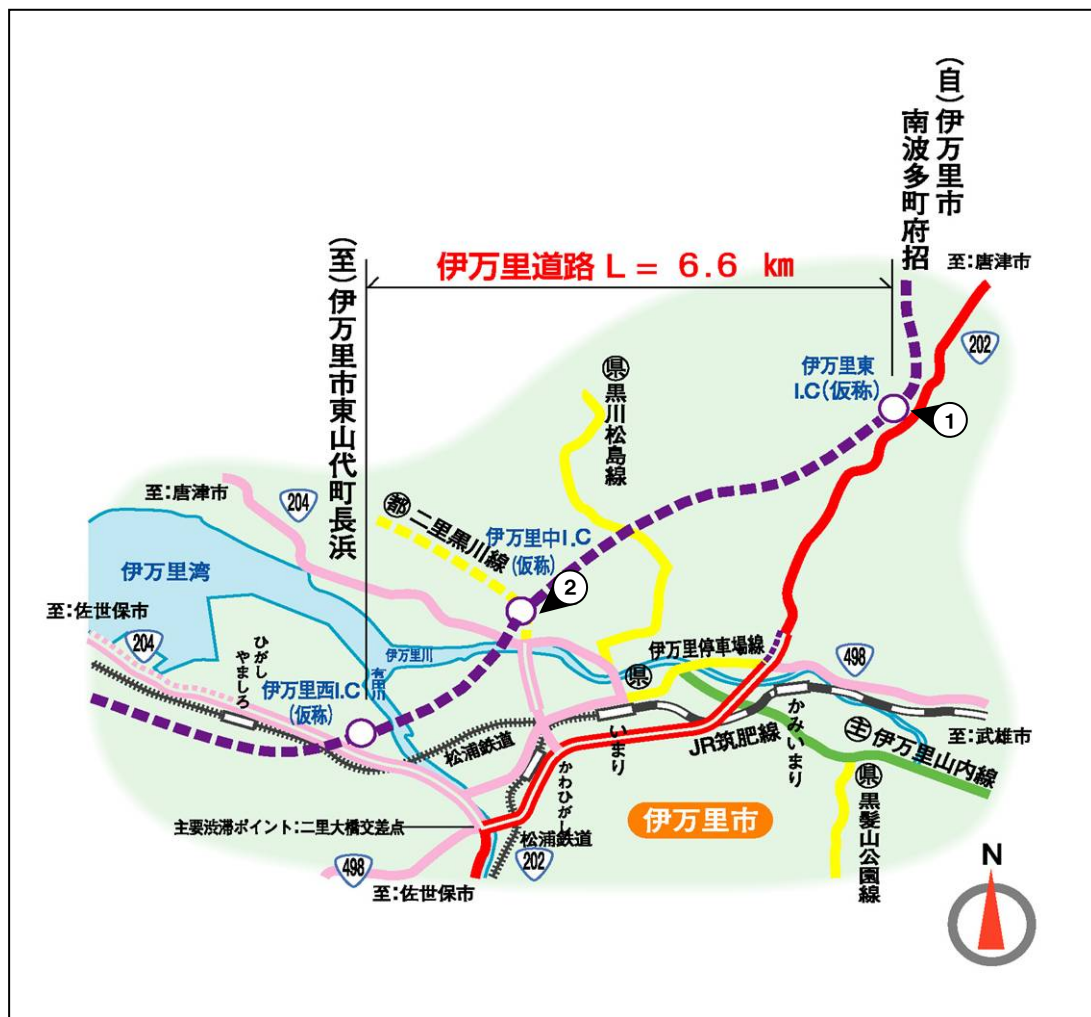 (自)伊万里市
南波多町府招
(至)伊万里市東山代町長浜
伊万里道路 L = 6.6 km
至:唐津市
202
伊万里東
I.C(仮称)
1
県黒川松島線
至:唐津市
204
都二里黒川線
伊万里中I.C
(仮称)
2
伊万里湾
至:佐世保市
204
ひがし
やましろ
伊万里西I.C
(仮称)
有田川
伊万里川
県
伊万里停車場線
498
松浦鉄道
いまり
JR筑肥線
かみいまり
主伊万里山内線
至:武雄市
かわひがし
主要渋滞ポイント:二里大橋交差点
松浦鉄道
伊万里市
県黒髪山公園線
498
202
至:佐世保市
N